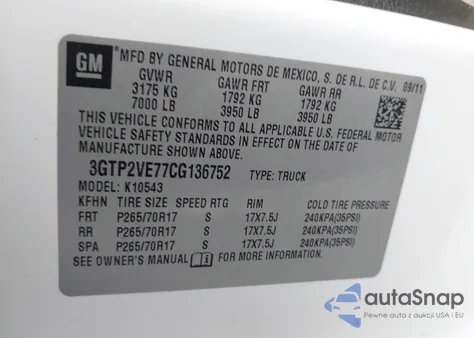 GM
MFD BY GENERAL MOTORS DE MEXICO, S. DE R.L. DE C.V. 09/11
GVWR GAWR FRT GAWR RR
3175 KG 1792 KG 1792 KG
7000 LB 3950 LB 3950 LB
THIS VEHICLE CONFORMS TO ALL APPLICABLE U.S. FEDERAL MOTOR
VEHICLE SAFETY STANDARDS IN EFFECT ON THE DATE OF
MANUFACTURE SHOWN ABOVE.
3GTP2VE77CG136752 TYPE: TRUCK
MODEL: K10543
KFHN TIRE SIZE SPEED RTG RIM COLD TIRE PRESSURE
FRT P265/70R17 S 17X7.5J 240KPA(35PSI)
RR P265/70R17 S 17X7.5J 240KPA(35PSI)
SPA P265/70R17 S 17X7.5J 240KPA(35PSI)
SEE OWNER'S MANUAL FOR MORE INFORMATION.
autoSnap
Pewne auta z aukcji USA i EU